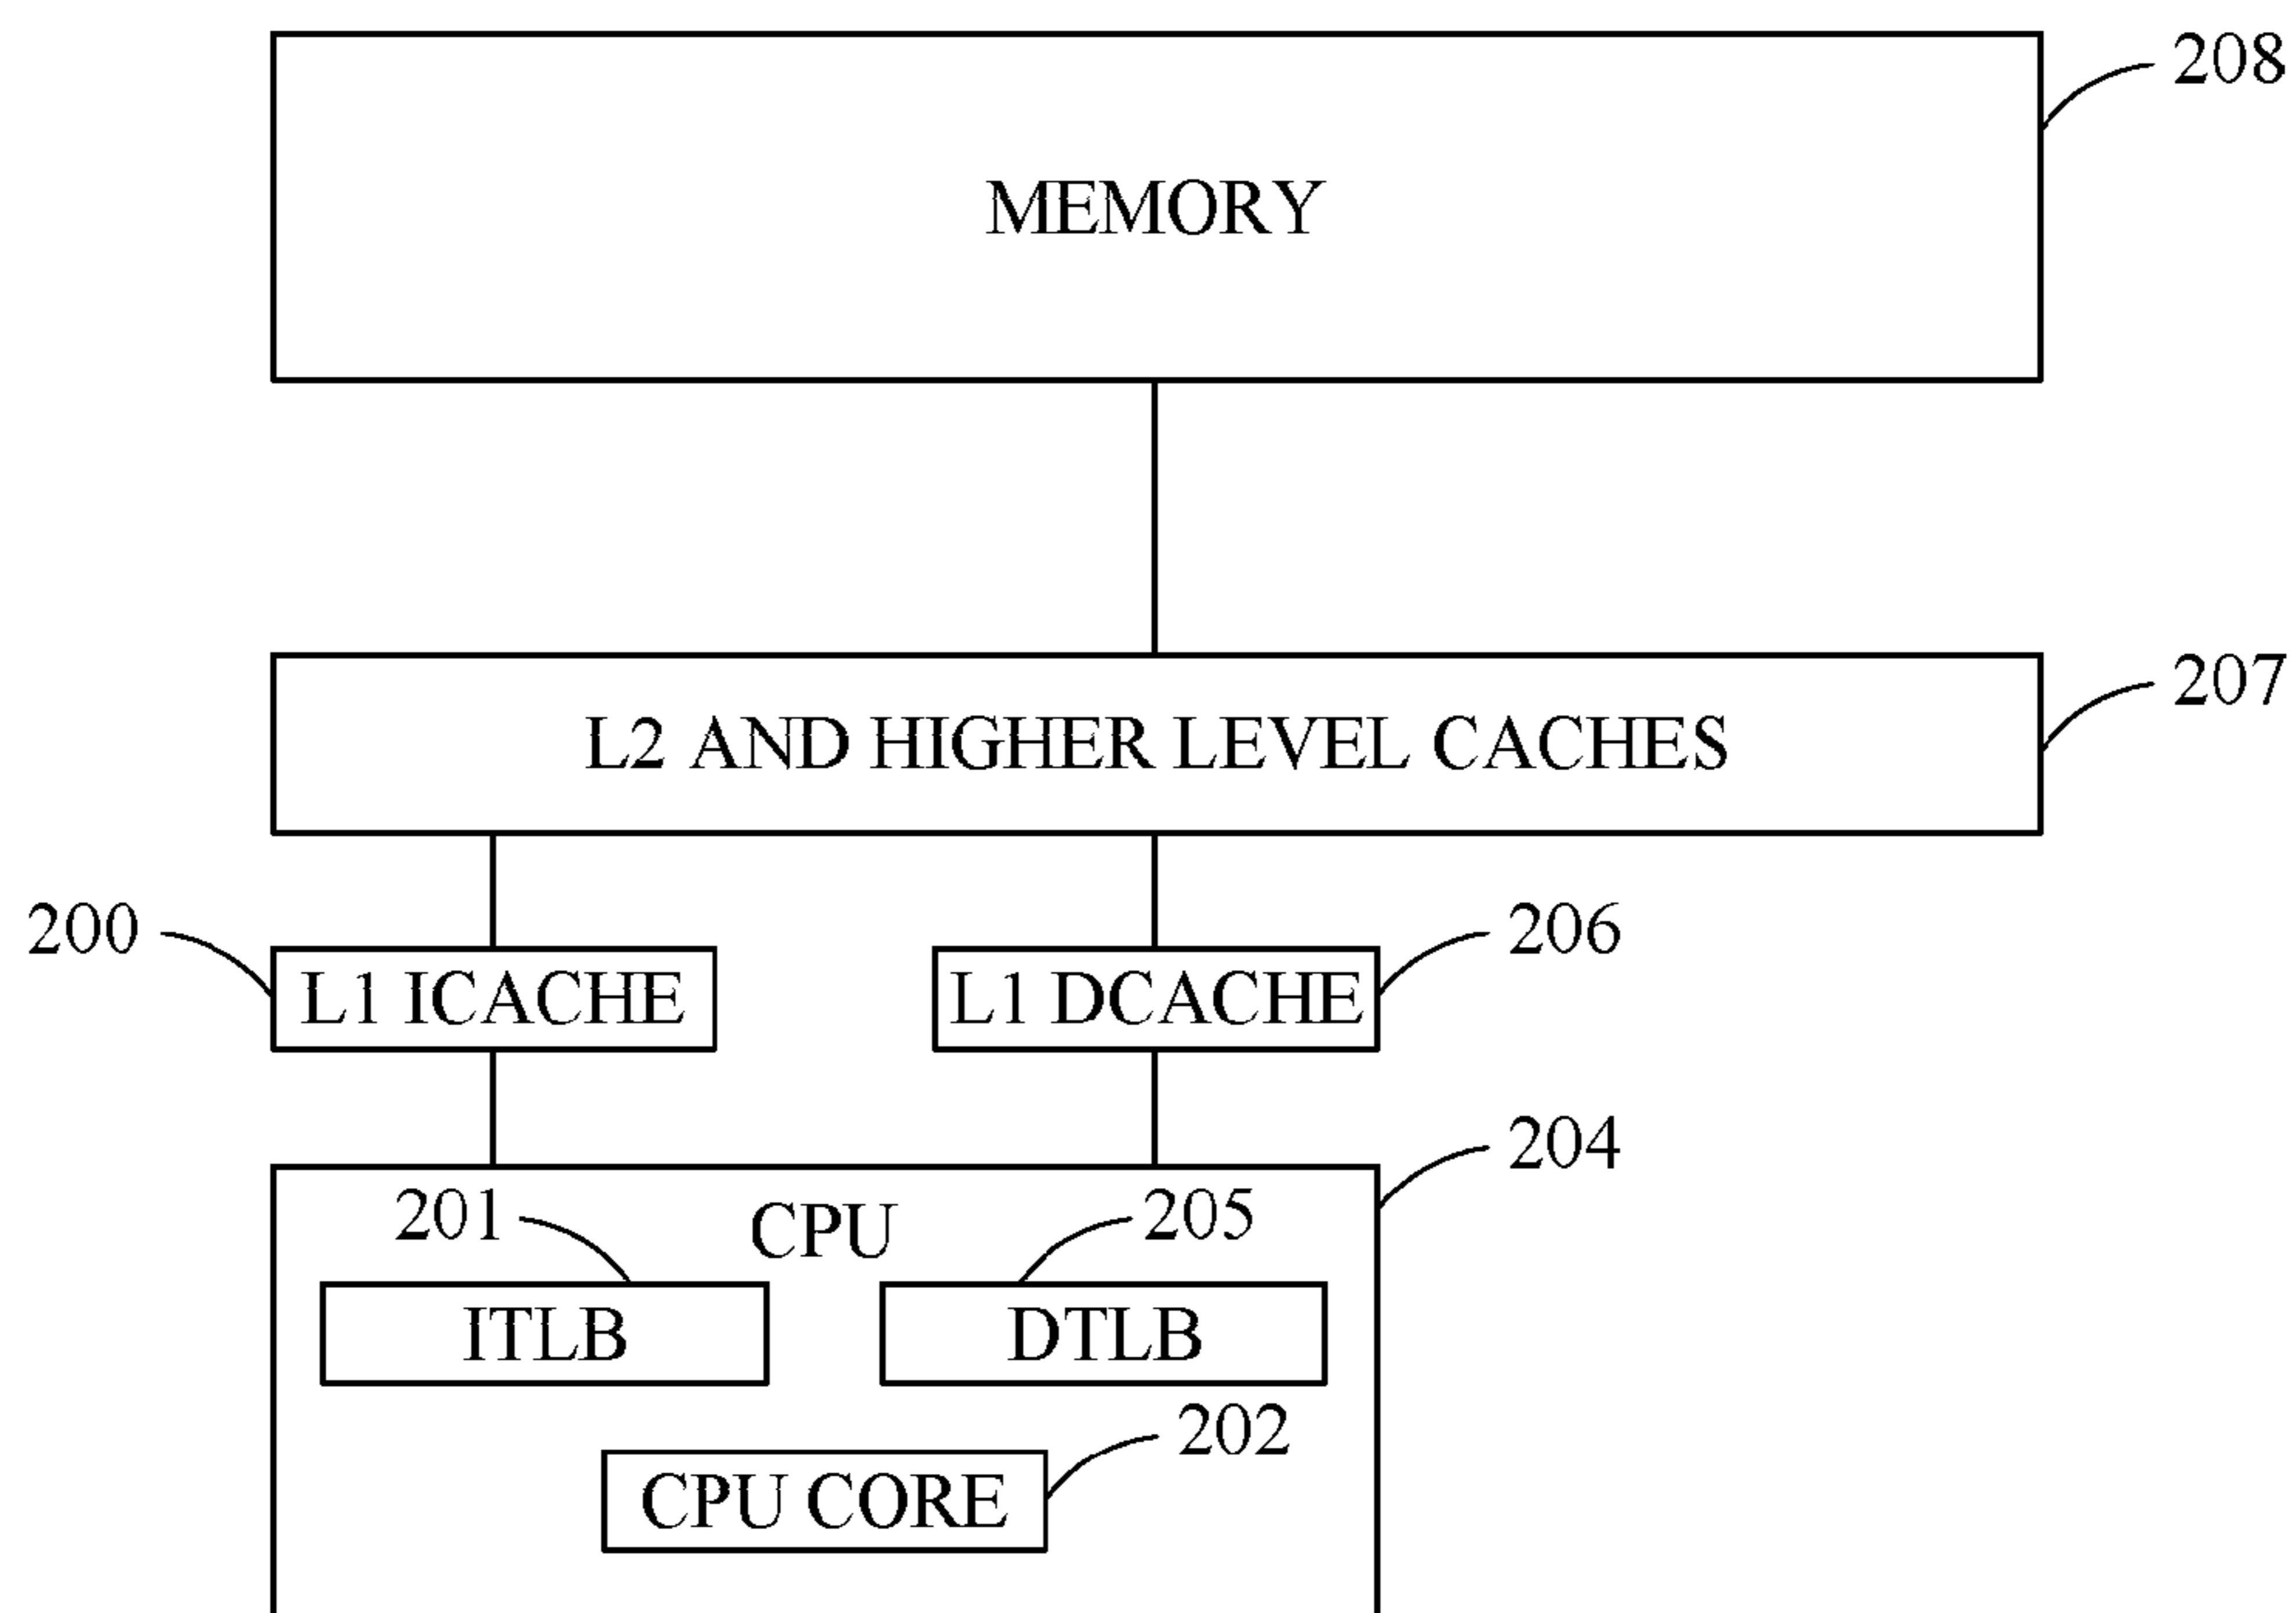 208
MEMORY
207
L2 AND HIGHER LEVEL CACHES
200
206
L1 ICACHE
L1 DCACHE
204
201
CPU
205
ITLB
DTLB
202
CPU CORE